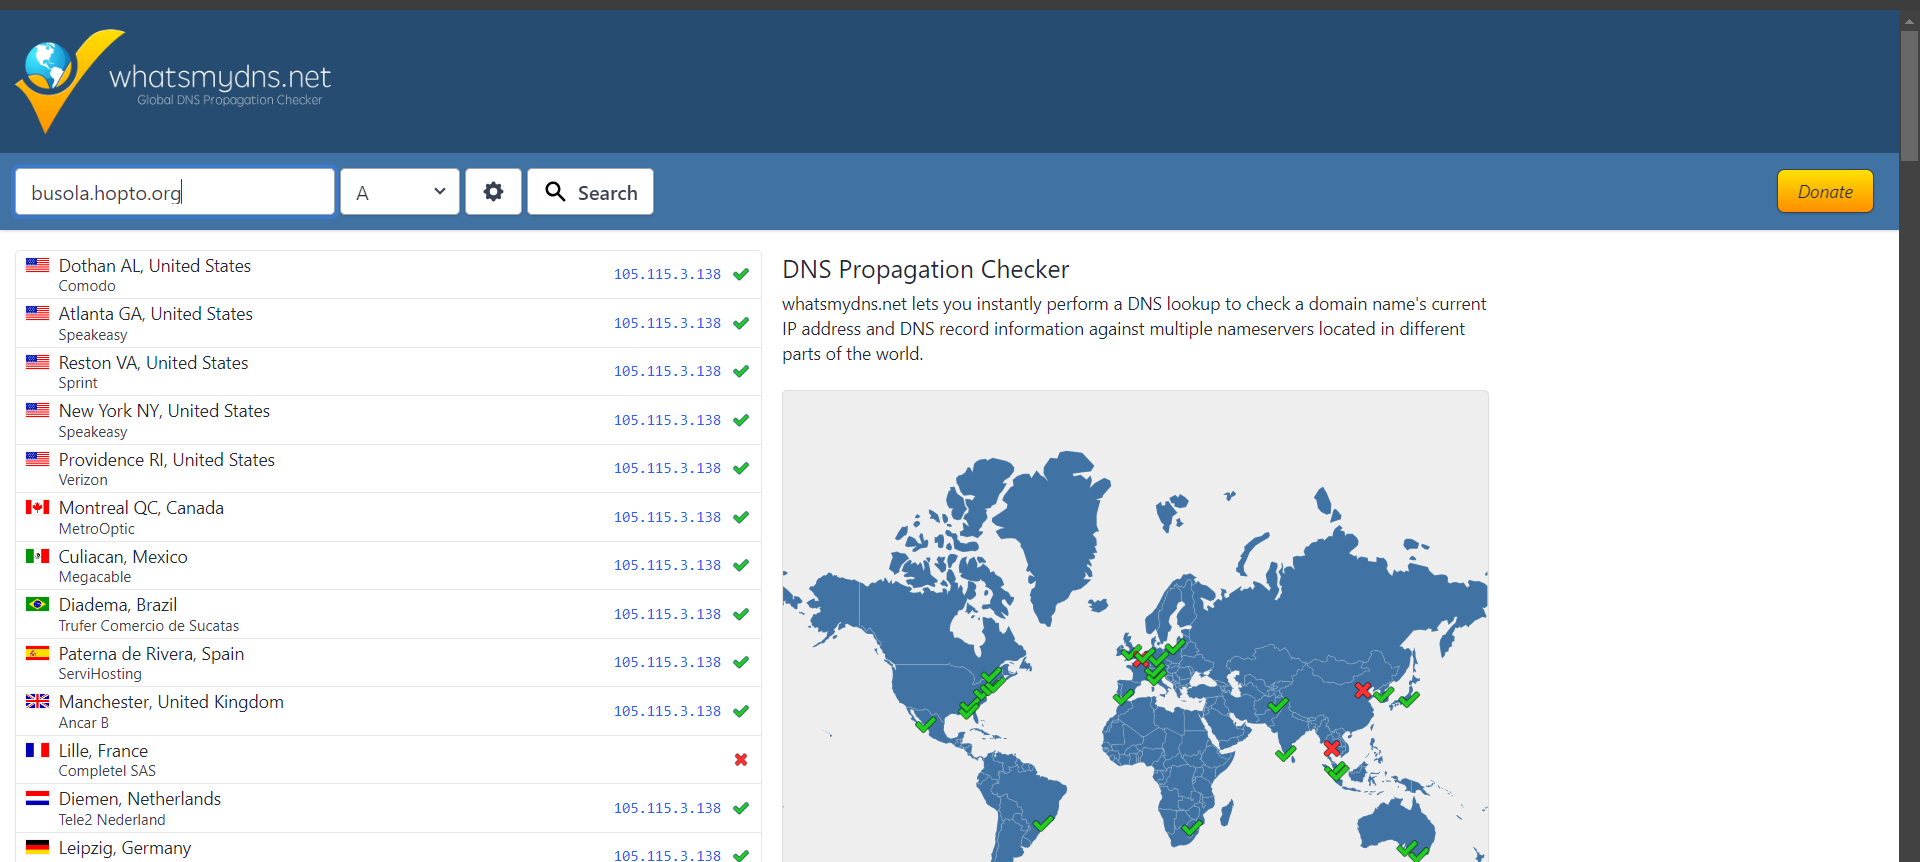 whatsmydns.net
Global DNS Propagation Checker
busola.hopto.org
A
Search
Donate
Dothan AL, United States
Comodo
105.115.3.138
Atlanta GA, United States
Speakeasy
105.115.3.138
Reston VA, United States
Sprint
105.115.3.138
New York NY, United States
Speakeasy
105.115.3.138
Providence RI, United States
Verizon
105.115.3.138
Montreal QC, Canada
MetroOptic
105.115.3.138
Culiacan, Mexico
Megacable
105.115.3.138
Diadema, Brazil
Trufer Comercio de Sucatas
105.115.3.138
Paterna de Rivera, Spain
ServiHosting
105.115.3.138
Manchester, United Kingdom
Ancar B
105.115.3.138
Lille, France
Completel SAS
Diemen, Netherlands
Tele2 Nederland
105.115.3.138
Leipzig, Germany
105.115.3.138
DNS Propagation Checker
whatsmydns.net lets you instantly perform a DNS lookup to check a domain name's current
IP address and DNS record information against multiple nameservers located in different
parts of the world.